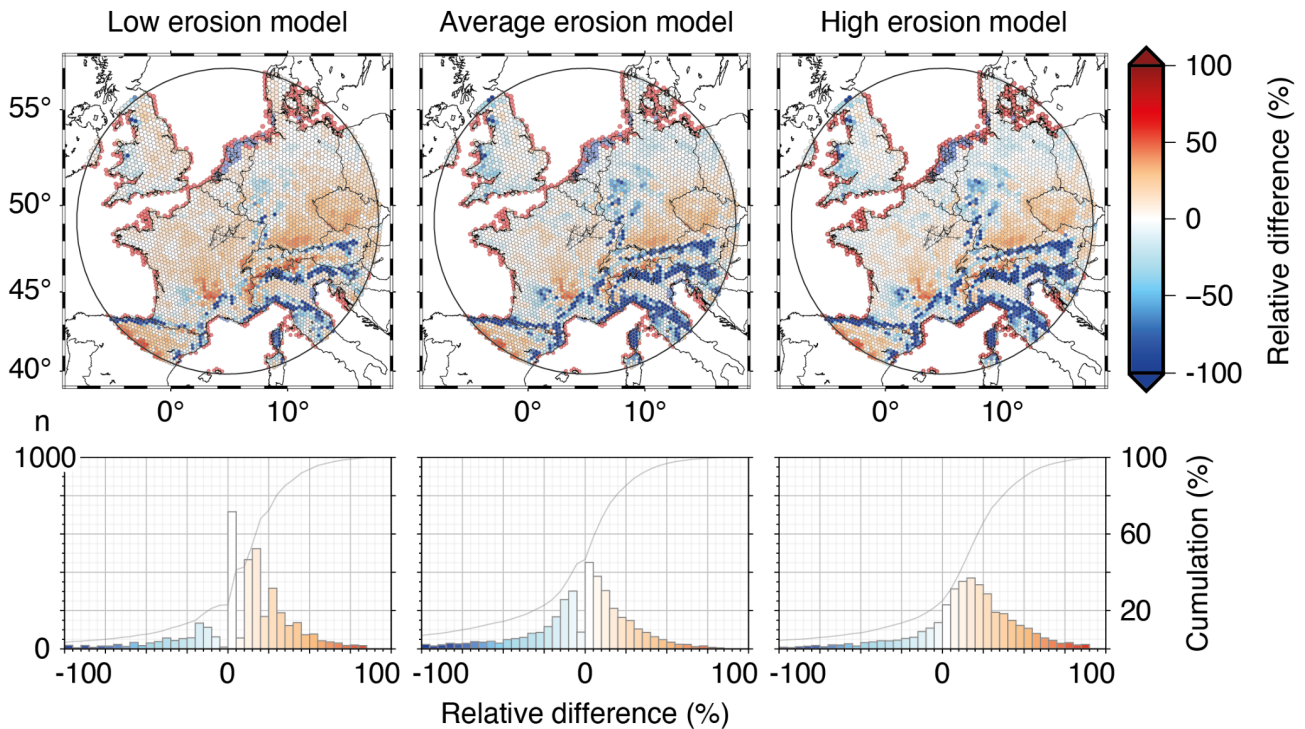 Low erosion model Average erosion model High erosion model
100
55°
50
50°
0
45°
−50
40°
-100
Relative difference (%)
0° 10° 0° 10° 0° 10°
n
1000 100
60
20
0
Cumulation (%)
-100 0 100 0 100 0 100
Relative difference (%)